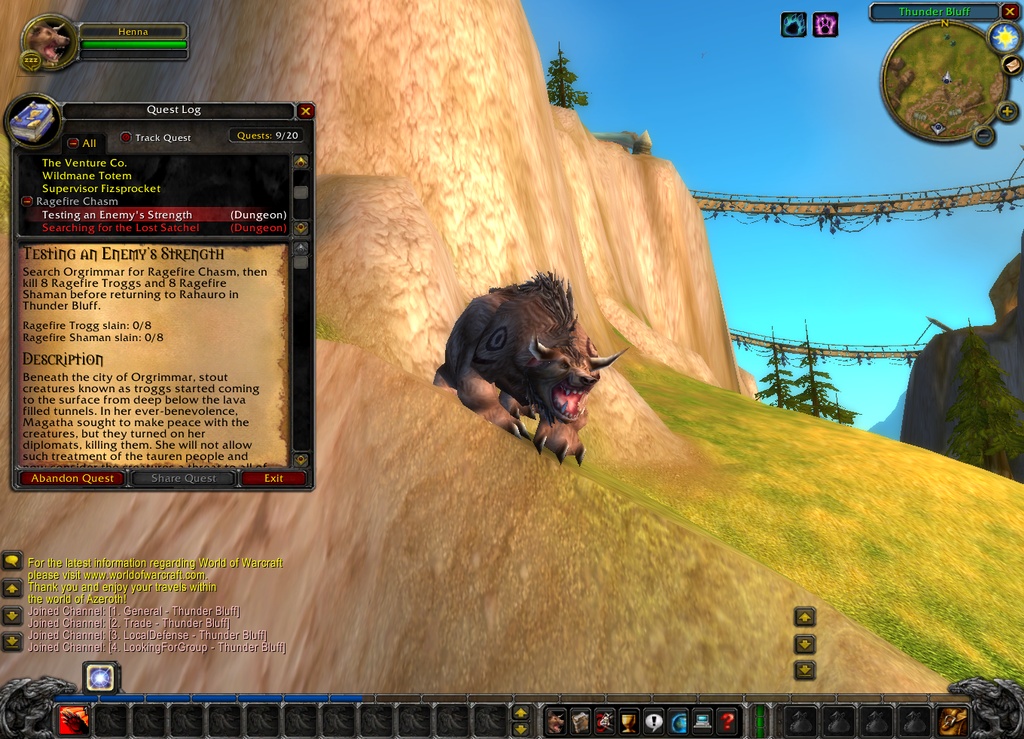 Henna
zzz
Thunder Bluff
N
Quest Log
All
Track Quest
Quests: 9/20
The Venture Co.
Wildmane Totem
Supervisor Fizsprocket
Ragefire Chasm
Testing an Enemy's Strength (Dungeon)
Searching for the Lost Satchel (Dungeon)
Testing an Enemy's Strength
Search Orgrimmar for Ragefire Chasm, then
kill 8 Ragefire Troggs and 8 Ragefire
Shaman before returning to Rahauro in
Thunder Bluff.
Ragefire Trogg slain: 0/8
Ragefire Shaman slain: 0/8
Description
Beneath the city of Orgrimmar, stout
creatures known as troggs started coming
to the surface from deep below the lava
filled tunnels. In her ever-benevolence,
Magatha sought to make peace with the
creatures, but they turned on her
diplomats, killing them. She will not allow
such treatment of the tauren people and
now consider the creatures a threat to all of
Abandon Quest
Share Quest
Exit
For the latest information regarding World of Warcraft
please visit www.worldofwarcraft.com.
Thank you and enjoy your travels within
the world of Azeroth!
Joined Channel: [1. General - Thunder Bluff]
Joined Channel: [2. Trade - Thunder Bluff]
Joined Channel: [3. LocalDefense - Thunder Bluff]
Joined Channel: [4. LookingForGroup - Thunder Bluff]